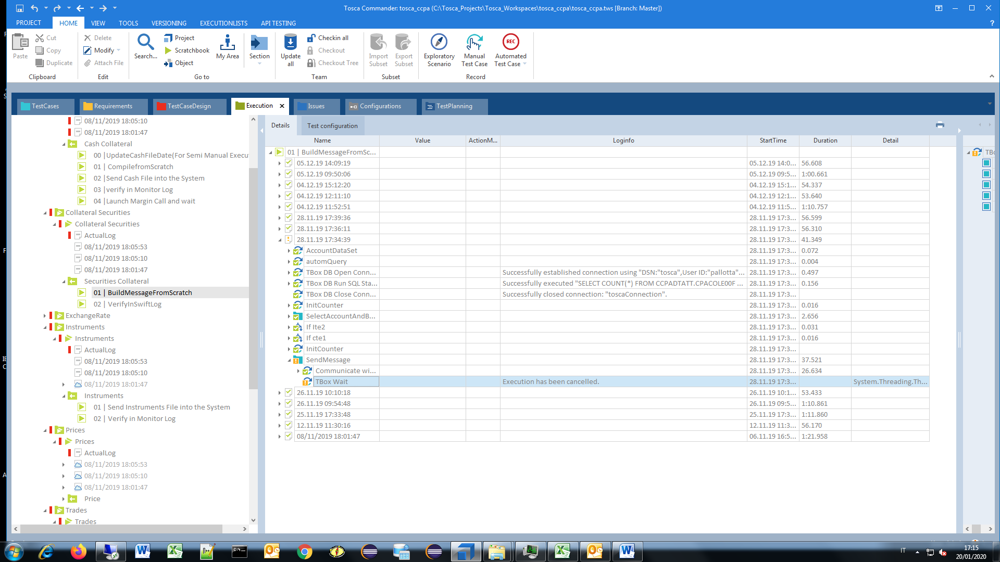 Tosca Commander: tosca_ccpa (C:\Tosca_Projects\Tosca_Workspaces\tosca_ccpa\tosca_ccpa.tws [Branch: Master])
PROJECT HOME VIEW TOOLS VERSIONING EXECUTIONLISTS API TESTING ?
Paste Cut Copy Duplicate
Clipboard
Delete Modify Attach File
Edit
Search... Project Scratchbook Object My Area Section
Go to
Update all Checkin all Checkout Checkout Tree
Team
Import Subset Export Subset
Subset
Exploratory Scenario Manual Test Case REC Automated Test Case
Record
TestCases Requirements TestCaseDesign Execution Issues Configurations TestPlanning
08/11/2019 18:05:10
08/11/2019 18:01:47
Cash Collateral
00 |UpdateCashFileDate(For Semi Manual Execu
01 | CompilefromScratch
02 |Send Cash File into the System
03 |verify in Monitor Log
04 |Launch Margin Call and wait
Collateral Securities
Collateral Securities
ActualLog
08/11/2019 18:05:53
08/11/2019 18:05:10
08/11/2019 18:01:47
Securities Collateral
01 | BuildMessageFromScratch
02 | VerifyInSwiftLog
ExchangeRate
Instruments
Instruments
ActualLog
08/11/2019 18:05:53
08/11/2019 18:05:10
08/11/2019 18:01:47
Instruments
01 | Send Instruments File into the System
02 | Verify in Monitor Log
Prices
Prices
ActualLog
08/11/2019 18:05:53
08/11/2019 18:05:10
08/11/2019 18:01:47
Price
Trades
Trades
Details Test configuration
Name Value ActionM... Loginfo StartTime Duration Detail
01 | BuildMessageFromSc...
05.12.19 14:09:19 05.12.19 14:0... 56.608
05.12.19 09:50:06 05.12.19 09:5... 1:00.661
04.12.19 15:12:20 04.12.19 15:1... 54.337
04.12.19 12:11:10 04.12.19 12:1... 53.640
04.12.19 11:52:51 04.12.19 11:5... 1:10.757
28.11.19 17:39:36 28.11.19 17:3... 56.599
28.11.19 17:36:11 28.11.19 17:3... 56.310
28.11.19 17:34:39 28.11.19 17:3... 41.349
AccountDataSet 28.11.19 17:3... 0.072
automQuery 28.11.19 17:3... 0.004
TBox DB Open Conn... Successfully established connection using "DSN:"tosca",User ID:"pallotta"... 28.11.19 17:3... 0.497
TBox DB Run SQL Sta... Successfully executed "SELECT COUNT(*) FROM CCPADTATT.CPACOLE00F ... 28.11.19 17:3... 0.156
TBox DB Close Conn... Successfully closed connection: "toscaConnection". 28.11.19 17:3...
InitCounter 28.11.19 17:3... 0.016
SelectAccountAndB... 28.11.19 17:3... 2.656
If Ite2 28.11.19 17:3... 0.031
If cte1 28.11.19 17:3... 0.016
InitCounter 28.11.19 17:3...
SendMessage 28.11.19 17:3... 37.521
Communicate wi... 28.11.19 17:3... 26.634
TBox Wait Execution has been cancelled. 28.11.19 17:3... System.Threading.Th...
26.11.19 10:10:18 26.11.19 10:1... 53.433
26.11.19 09:54:48 26.11.19 09:5... 1:10.861
25.11.19 17:33:48 25.11.19 17:3... 1:11.860
12.11.19 11:30:16 12.11.19 11:3... 56.170
08/11/2019 18:01:47 06.11.19 16:5... 1:21.958
TBo
IT
17:15
20/01/2020